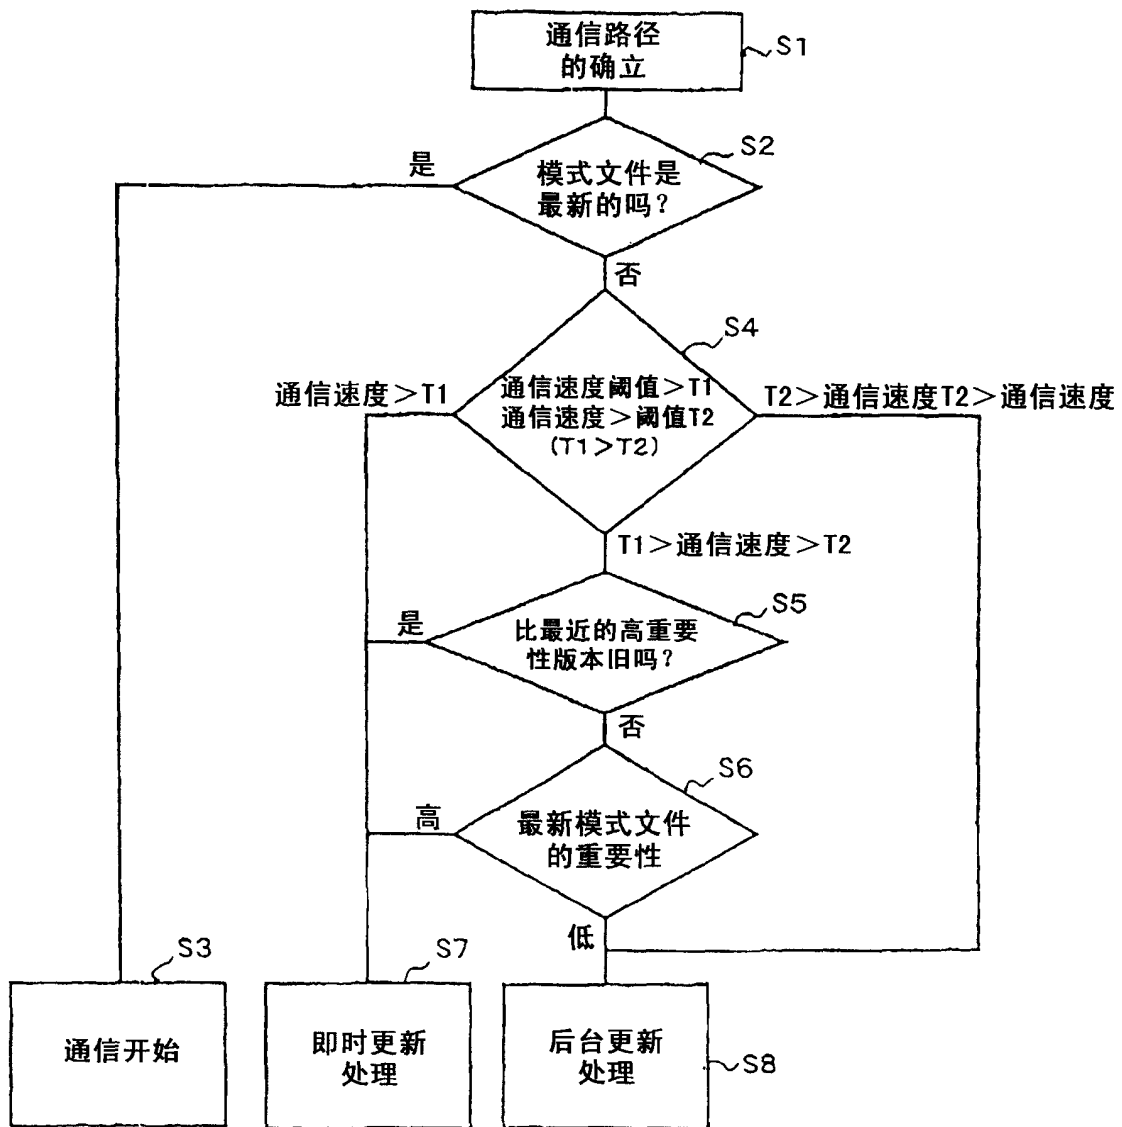 通信路径
的确立
S1
S2
是
模式文件是
最新的吗？
否
S4
通信速度＞T1
通信速度阈值＞T1
通信速度＞阈值T2
(T1＞T2)
T2＞通信速度T2＞通信速度
T1＞通信速度＞T2
S5
是
比最近的高重要
性版本旧吗？
否
S6
高
最新模式文件
的重要性
低
S3
S7
通信开始
即时更新
处理
后台更新
处理
S8